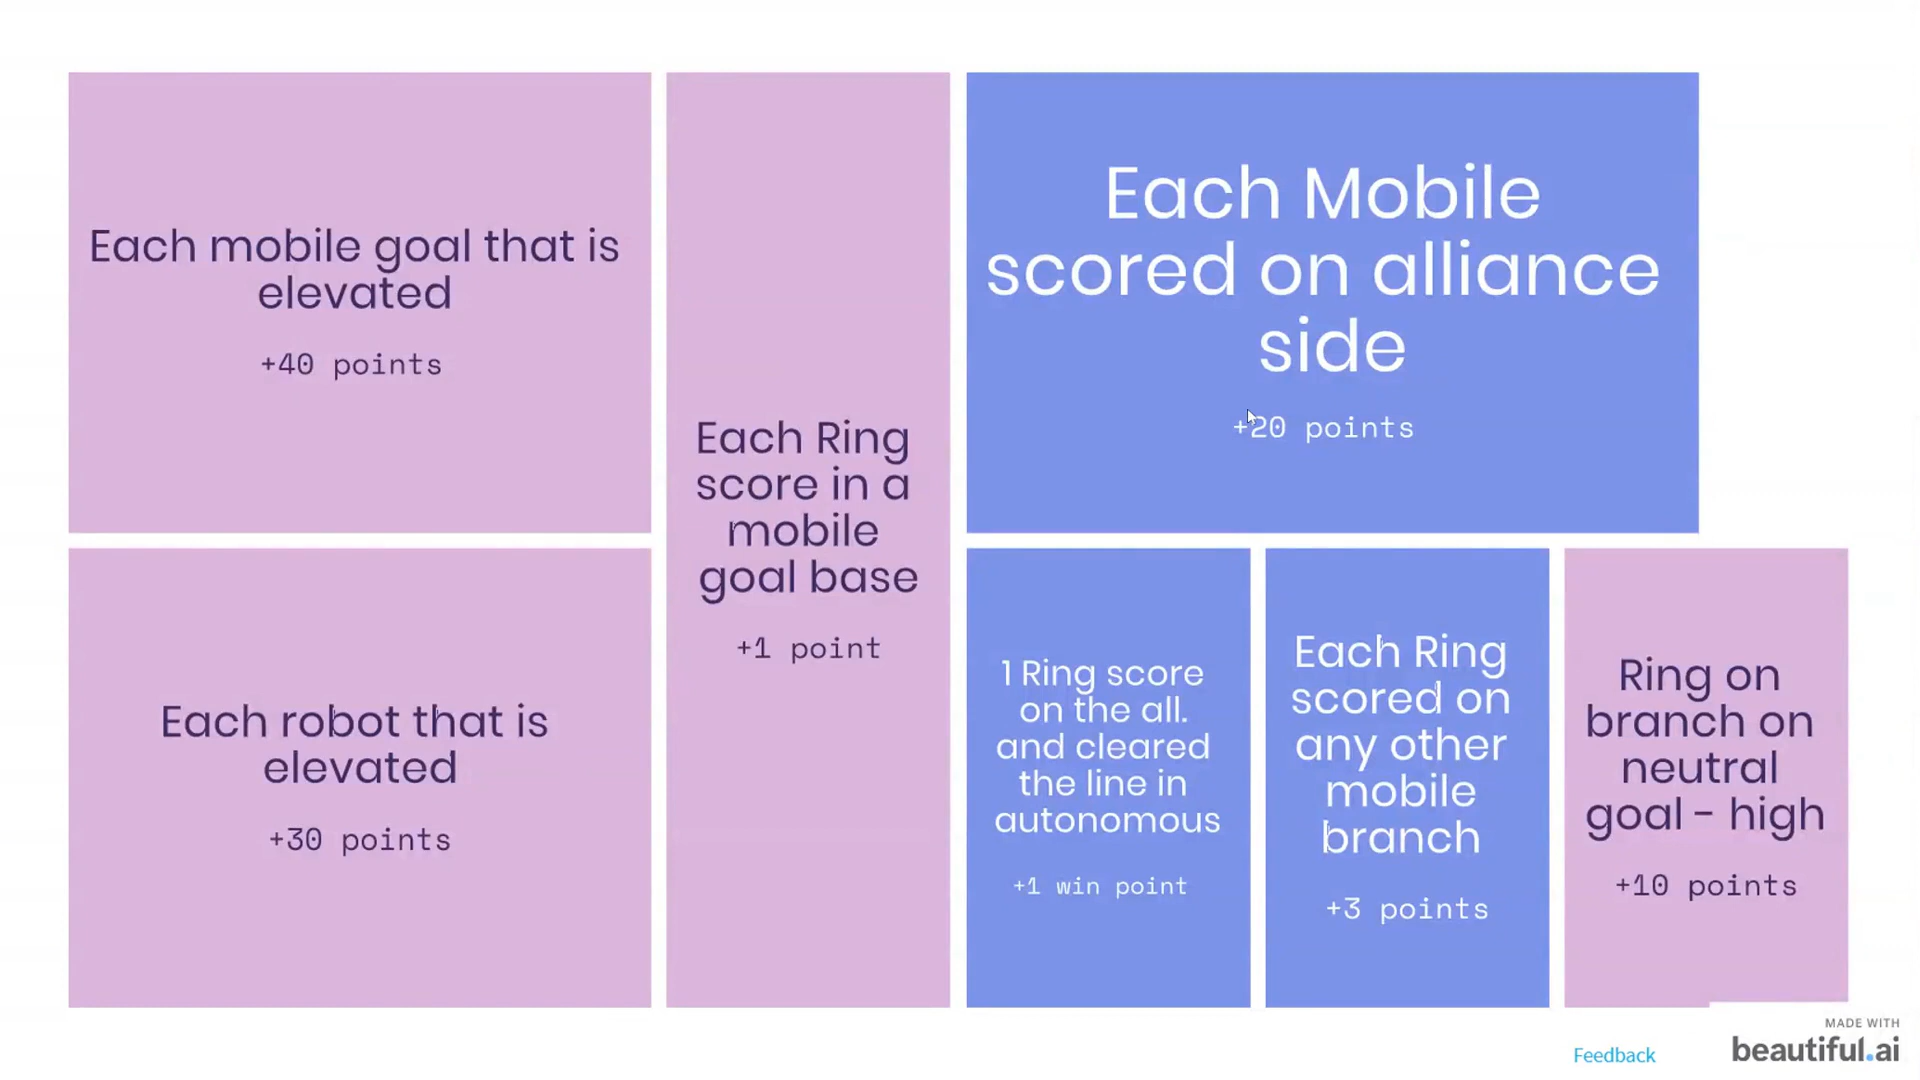 Each mobile goal that is
elevated
+40 points
Each robot that is
elevated
+30 points
Each Ring
score in a
mobile
goal base
+1 point
Each Mobile
scored on alliance
side
+20 points
1 Ring score
on the all.
and cleared
the line in
autonomous
+1 win point
Each Ring
scored on
any other
mobile
branch
+3 points
Ring on
branch on
neutral
goal - high
+10 points
Feedback
MADE WITH
beautiful.ai